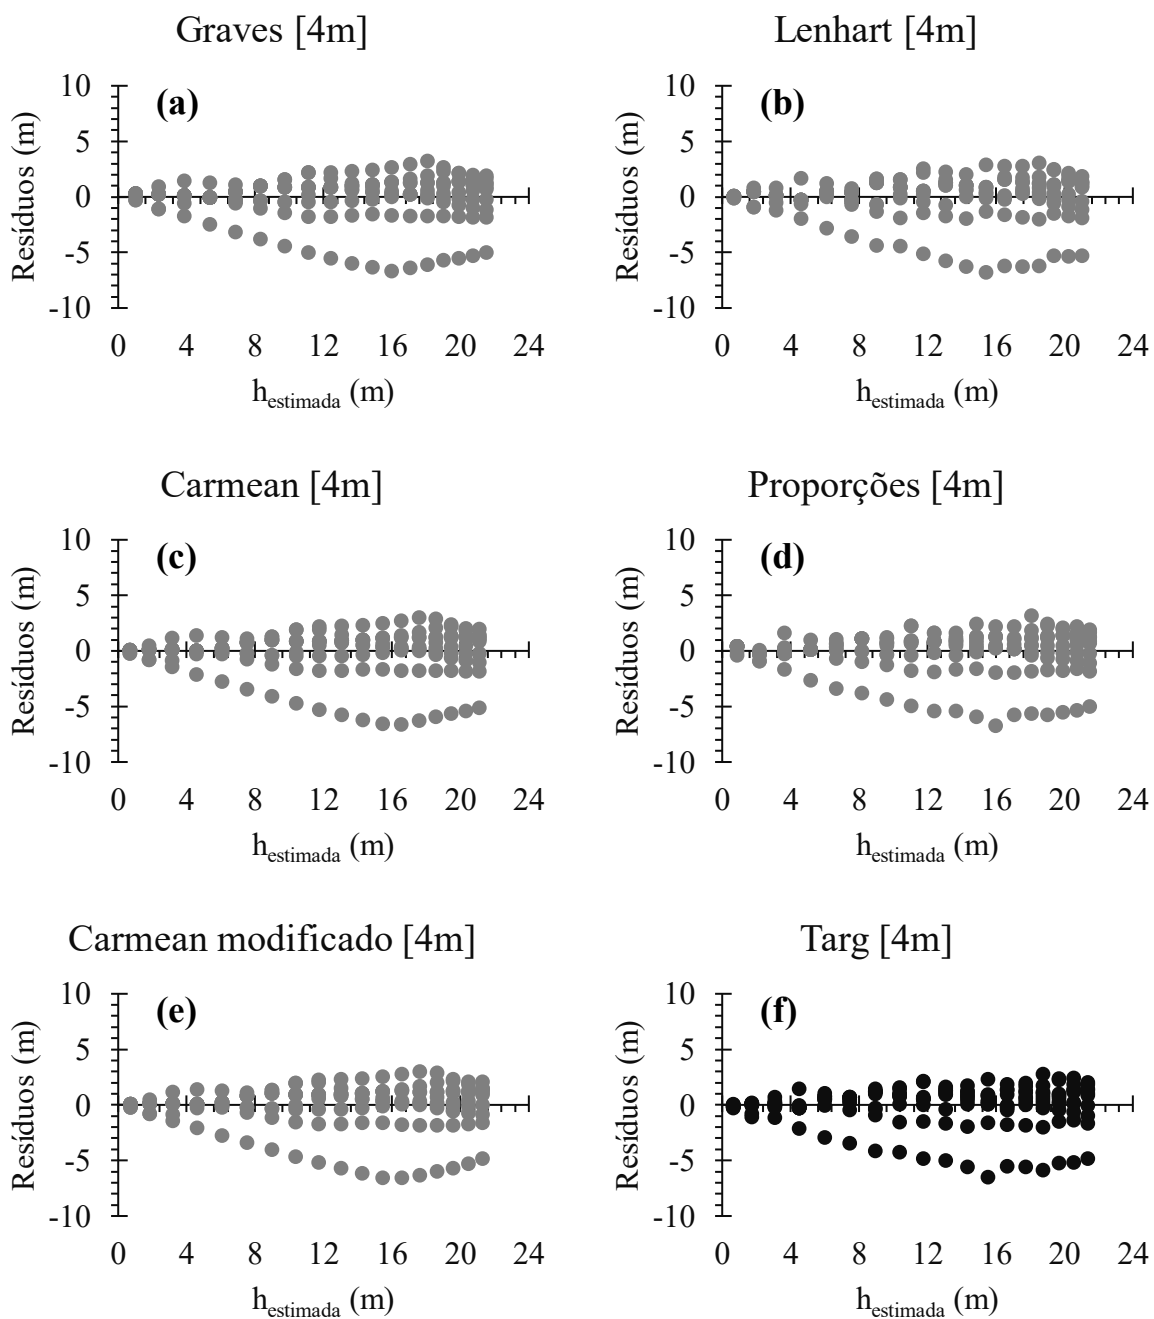 Graves [4m]
Lenhart [4m]
Resíduos (m)
10
5
0
-5
-10
(a)
0 4 8 12 16 20 24
hestimada (m)
Resíduos (m)
10
5
0
-5
-10
(b)
0 4 8 12 16 20 24
hestimada (m)
Carmean [4m]
Proporções [4m]
Resíduos (m)
10
5
0
-5
-10
(c)
0 4 8 12 16 20 24
hestimada (m)
Resíduos (m)
10
5
0
-5
-10
(d)
0 4 8 12 16 20 24
hestimada (m)
Carmean modificado [4m]
Targ [4m]
Resíduos (m)
10
5
0
-5
-10
(e)
0 4 8 12 16 20 24
hestimada (m)
Resíduos (m)
10
5
0
-5
-10
(f)
0 4 8 12 16 20 24
hestimada (m)